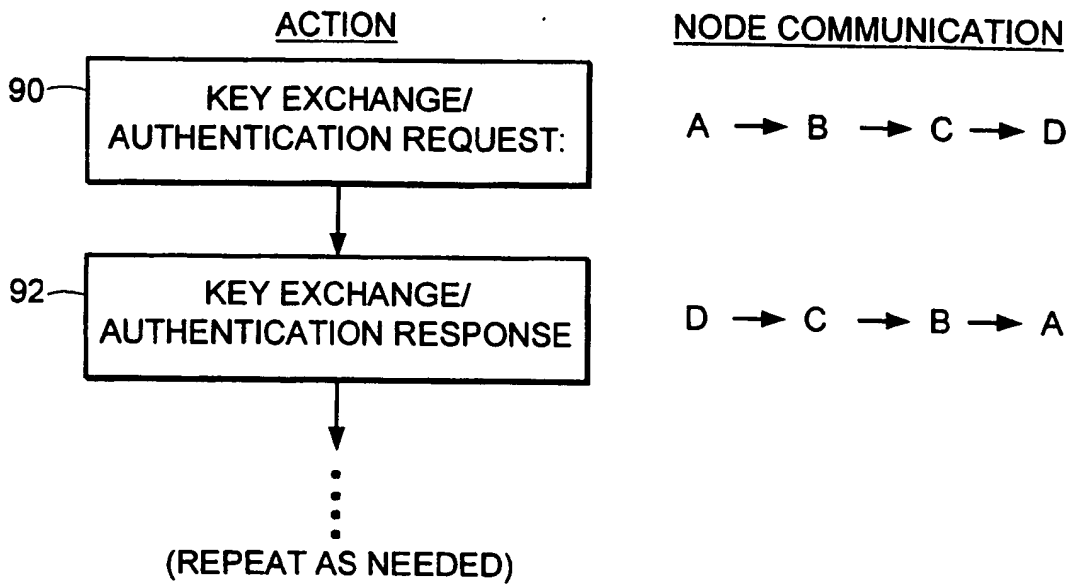 ACTION
NODE COMMUNICATION
90
KEY EXCHANGE/
AUTHENTICATION REQUEST:
A → B → C → D
92
KEY EXCHANGE/
AUTHENTICATION RESPONSE
D → C → B → A
(REPEAT AS NEEDED)